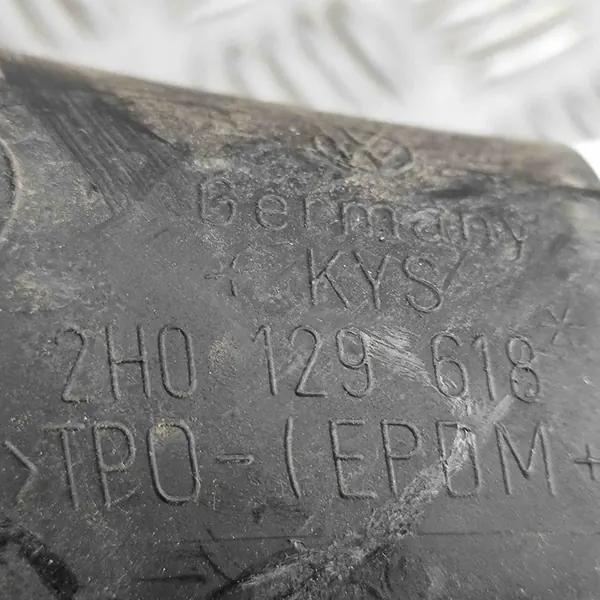 Germany
* KYS
2H0 129 618 *
>TPO-(EPDM+